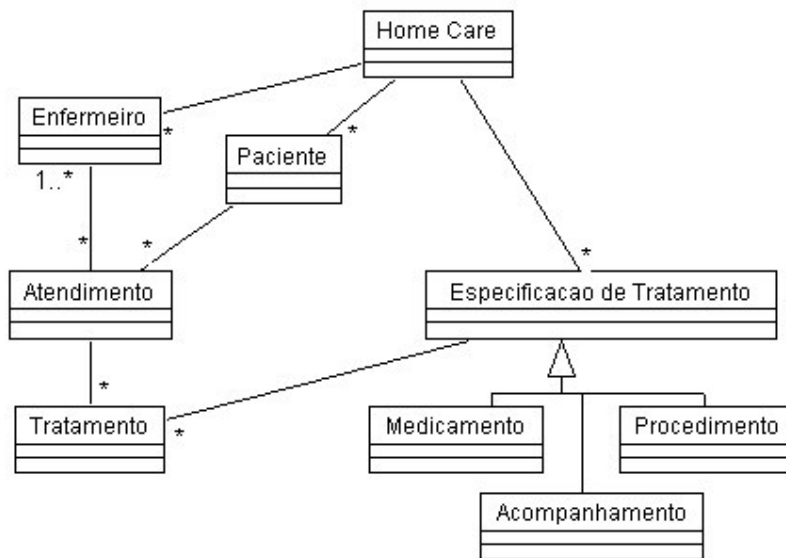 Home Care
Enfermeiro
*
Paciente
*
1..*
*
*
*
Atendimento
Especificacao de Tratamento
*
Tratamento
*
Medicamento
Procedimento
Acompanhamento